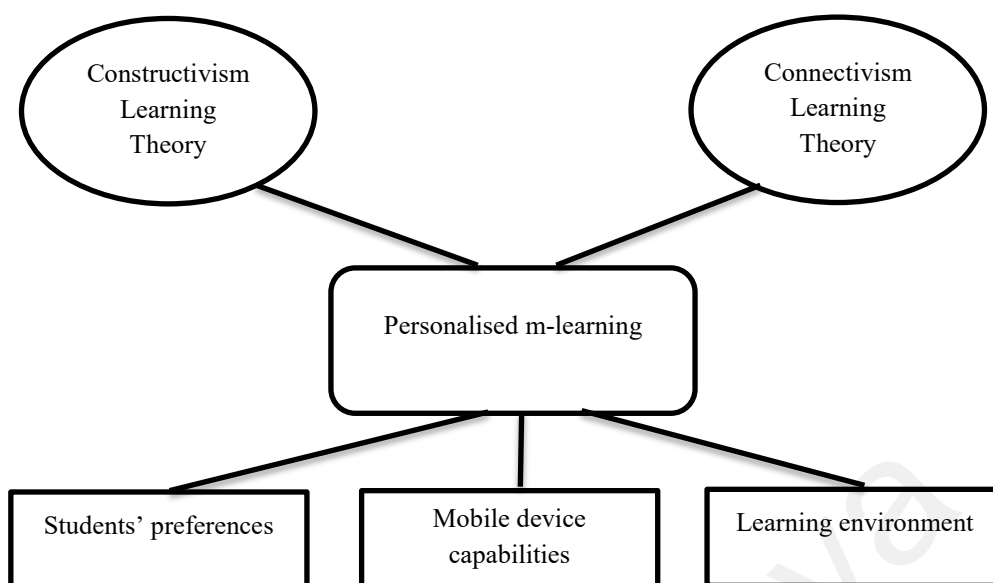 Constructivism
Learning
Theory
Connectivism
Learning
Theory
Personalised m-learning
Students’ preferences
Mobile device
capabilities
Learning environment